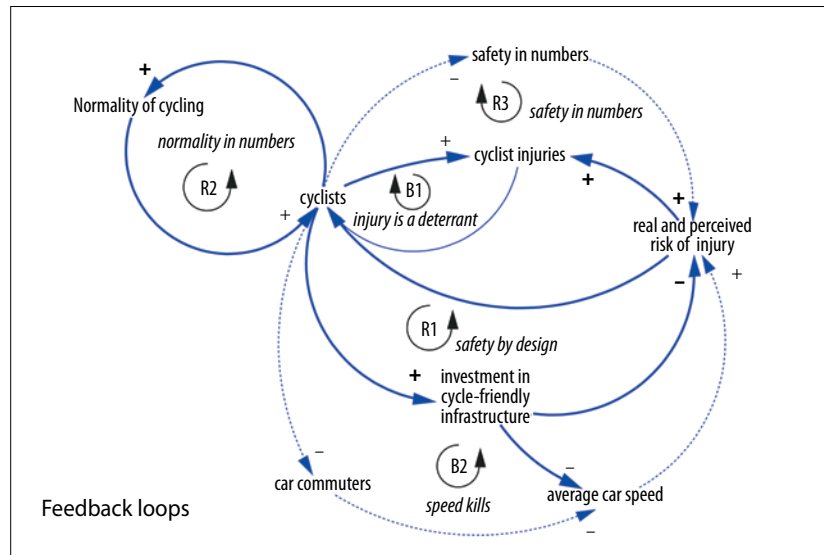 safety in numbers
−
+
Normality of cycling
R3
safety in numbers
normality in numbers
+
cyclist injuries
R2
+
B1
+
cyclists
+
injury is a deterrant
real and perceived
risk of injury
−
+
R1
safety by design
+
investment in
cycle-friendly
infrastructure
−
B2
−
car commuters
speed kills
average car speed
−
Feedback loops